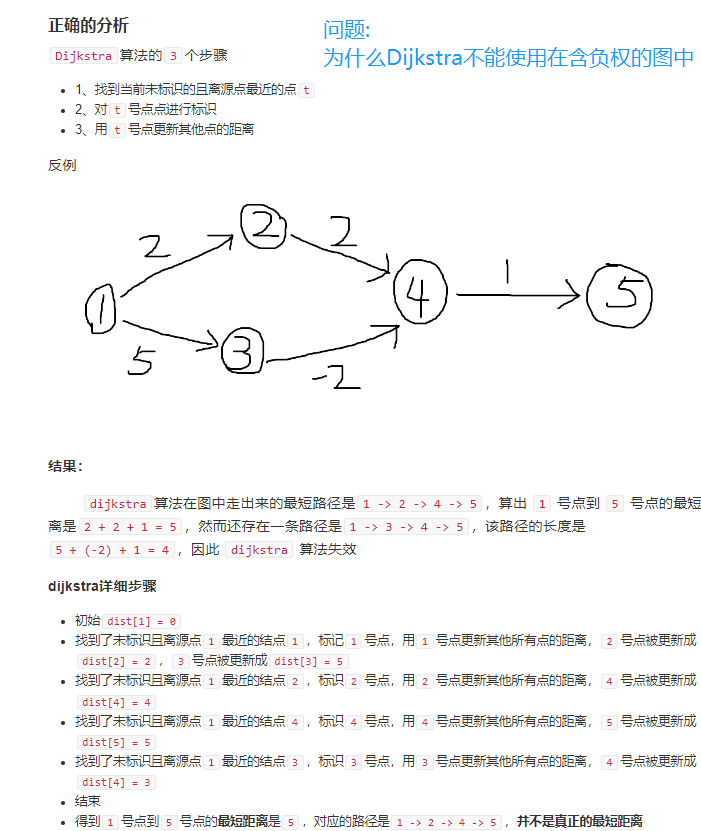 正确的分析
问题:
为什么Dijkstra不能使用在含负权的图中
Dijkstra 算法的 3 个步骤
1、找到当前未标识的且离源点最近的点 t
2、对 t 号点点进行标识
3、用 t 号点更新其他点的距离
反例
2
2
2
1
4
5
1
3
5
-2
结果：
dijkstra 算法在图中走出来的最短路径是 1 -> 2 -> 4 -> 5 ，算出 1 号点到 5 号点的最短
离是 2 + 2 + 1 = 5 ，然而还存在一条路径是 1 -> 3 -> 4 -> 5 ，该路径的长度是
5 + (-2) + 1 = 4 ，因此 dijkstra 算法失效
dijkstra详细步骤
初始 dist[1] = 0
找到了未标识且离源点 1 最近的结点 1 ，标记 1 号点，用 1 号点更新其他所有点的距离， 2 号点被更新成
dist[2] = 2 ， 3 号点被更新成 dist[3] = 5
找到了未标识且离源点 1 最近的结点 2 ，标识 2 号点，用 2 号点更新其他所有点的距离， 4 号点被更新成
dist[4] = 4
找到了未标识且离源点 1 最近的结点 4 ，标识 4 号点，用 4 号点更新其他所有点的距离， 5 号点被更新成
dist[5] = 5
找到了未标识且离源点 1 最近的结点 3 ，标识 3 号点，用 3 号点更新其他所有点的距离， 4 号点被更新成
dist[4] = 3
结束
得到 1 号点到 5 号点的最短距离是 5 ，对应的路径是 1 -> 2 -> 4 -> 5 ，并不是真正的最短距离